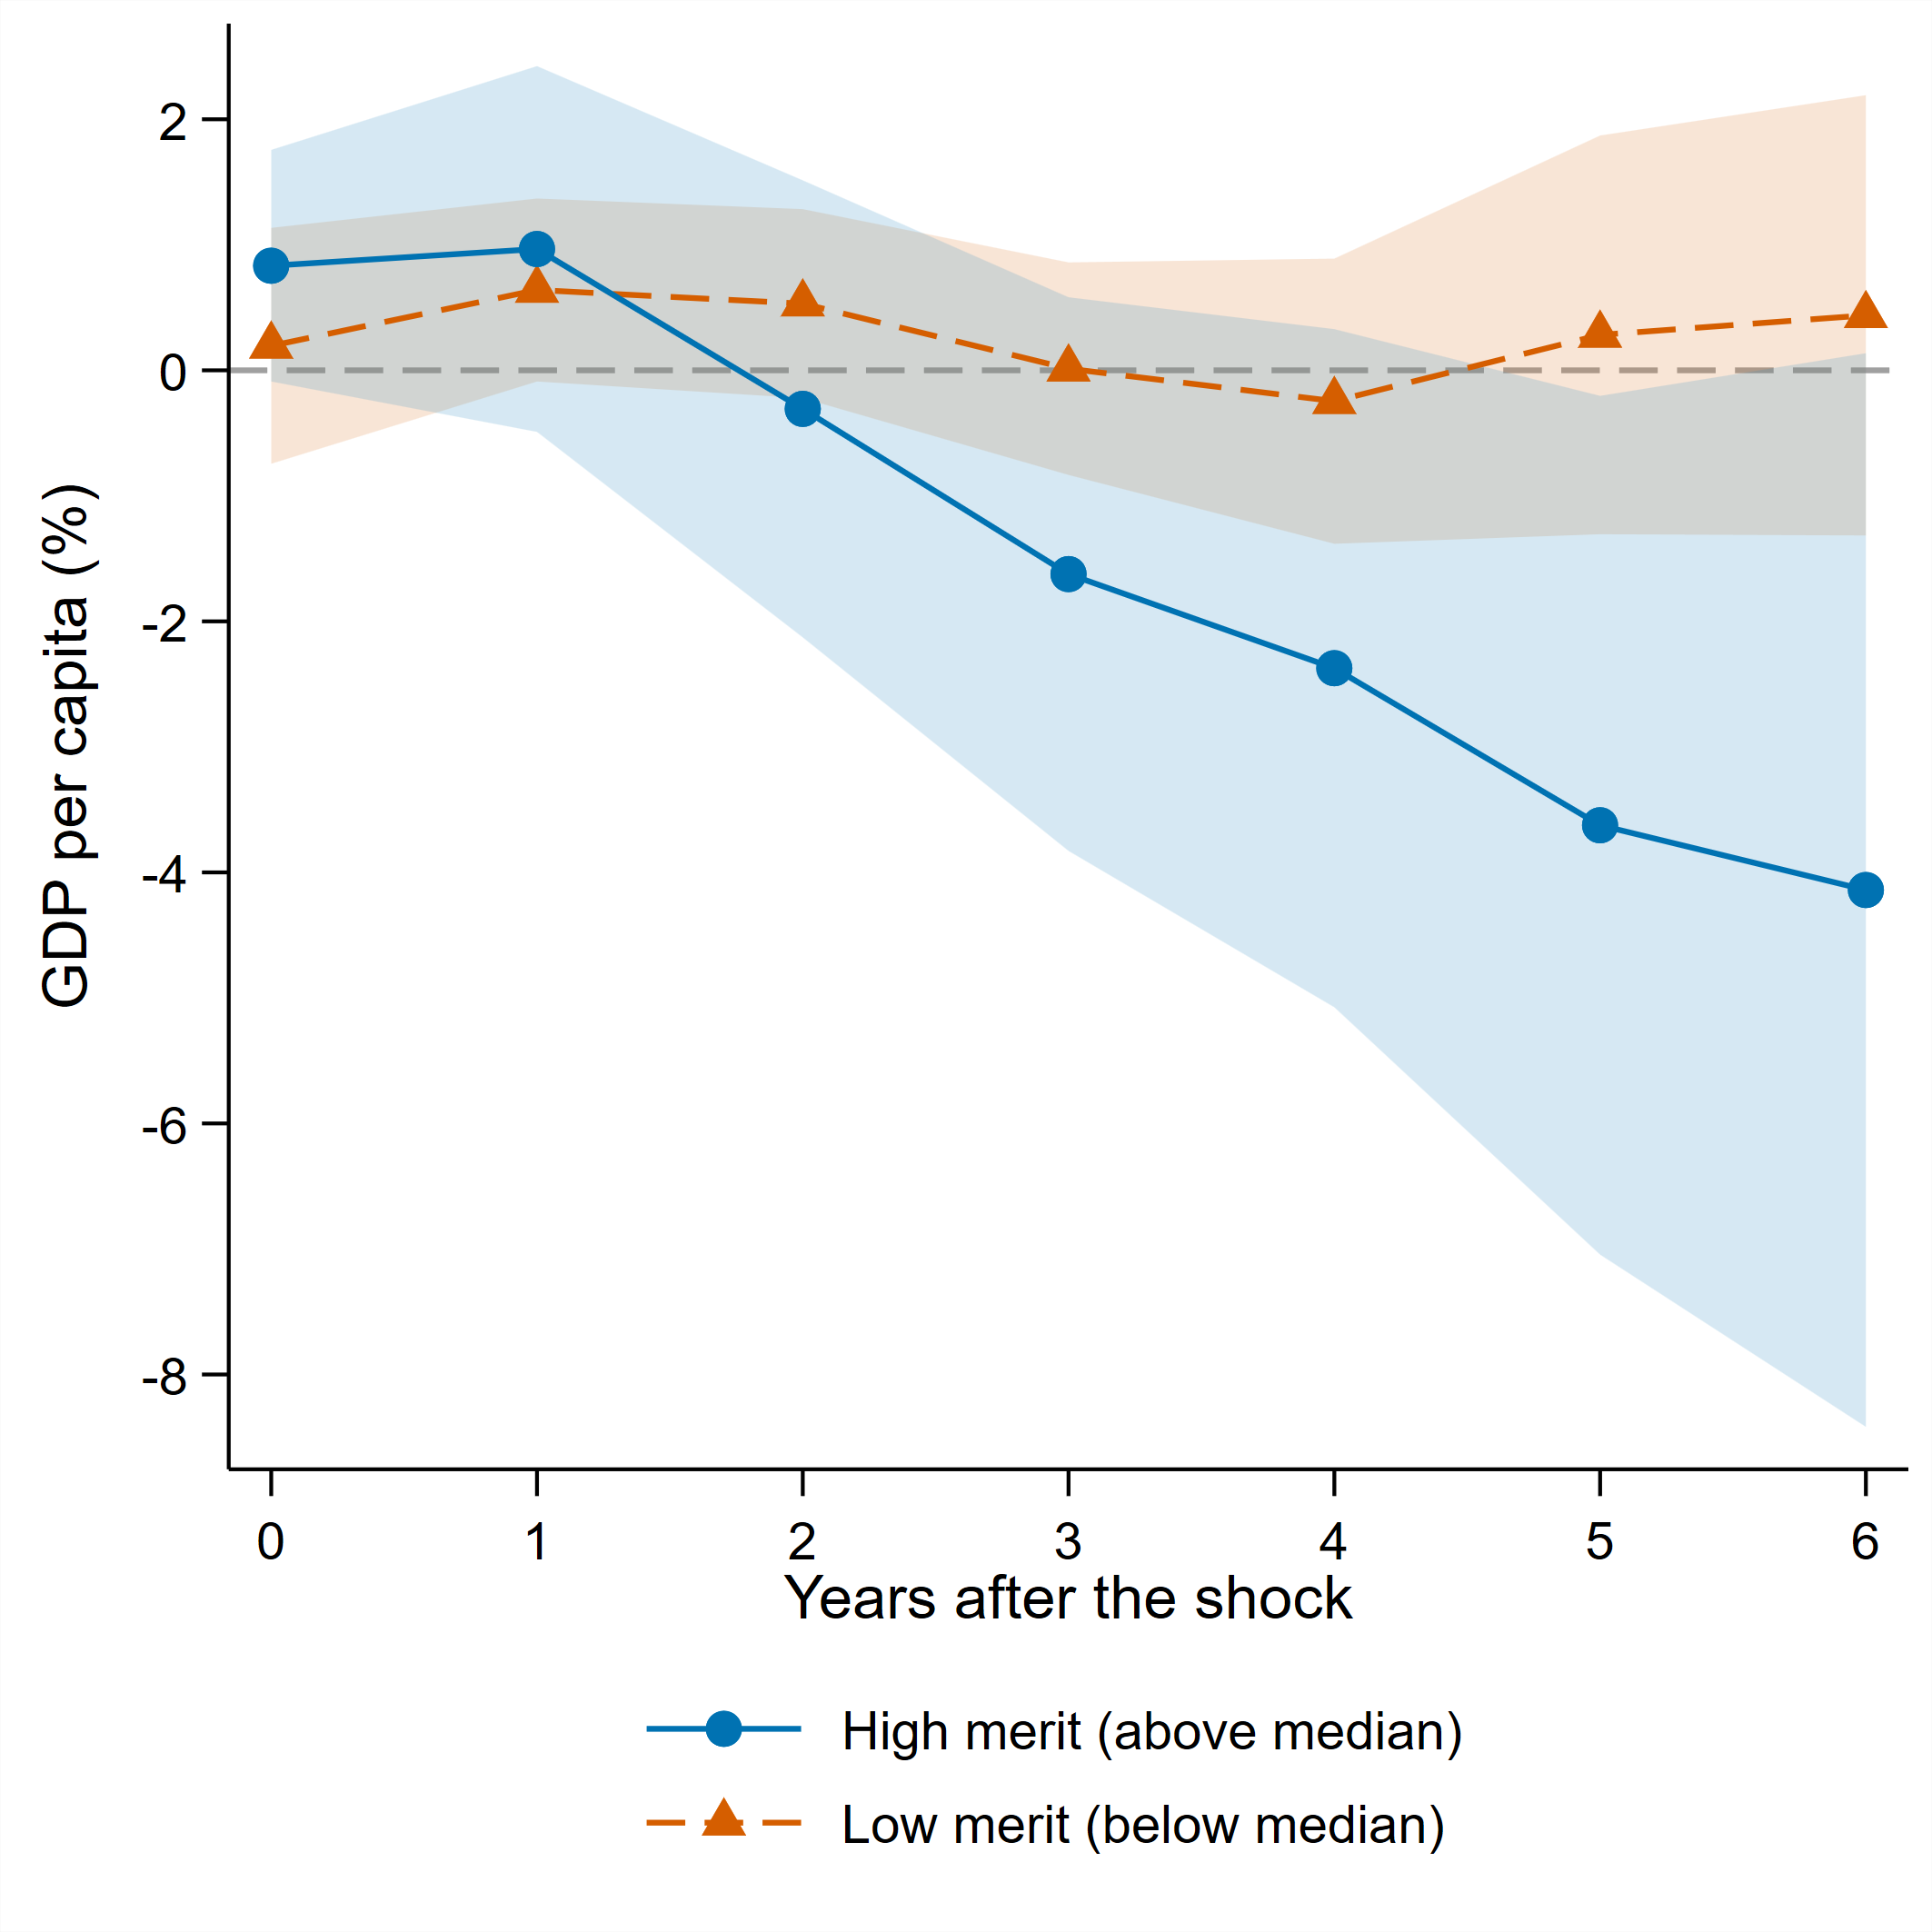 GDP per capita (%)
2
0
-2
-4
-6
-8
0 1 2 3 4 5 6
Years after the shock
High merit (above median)
Low merit (below median)